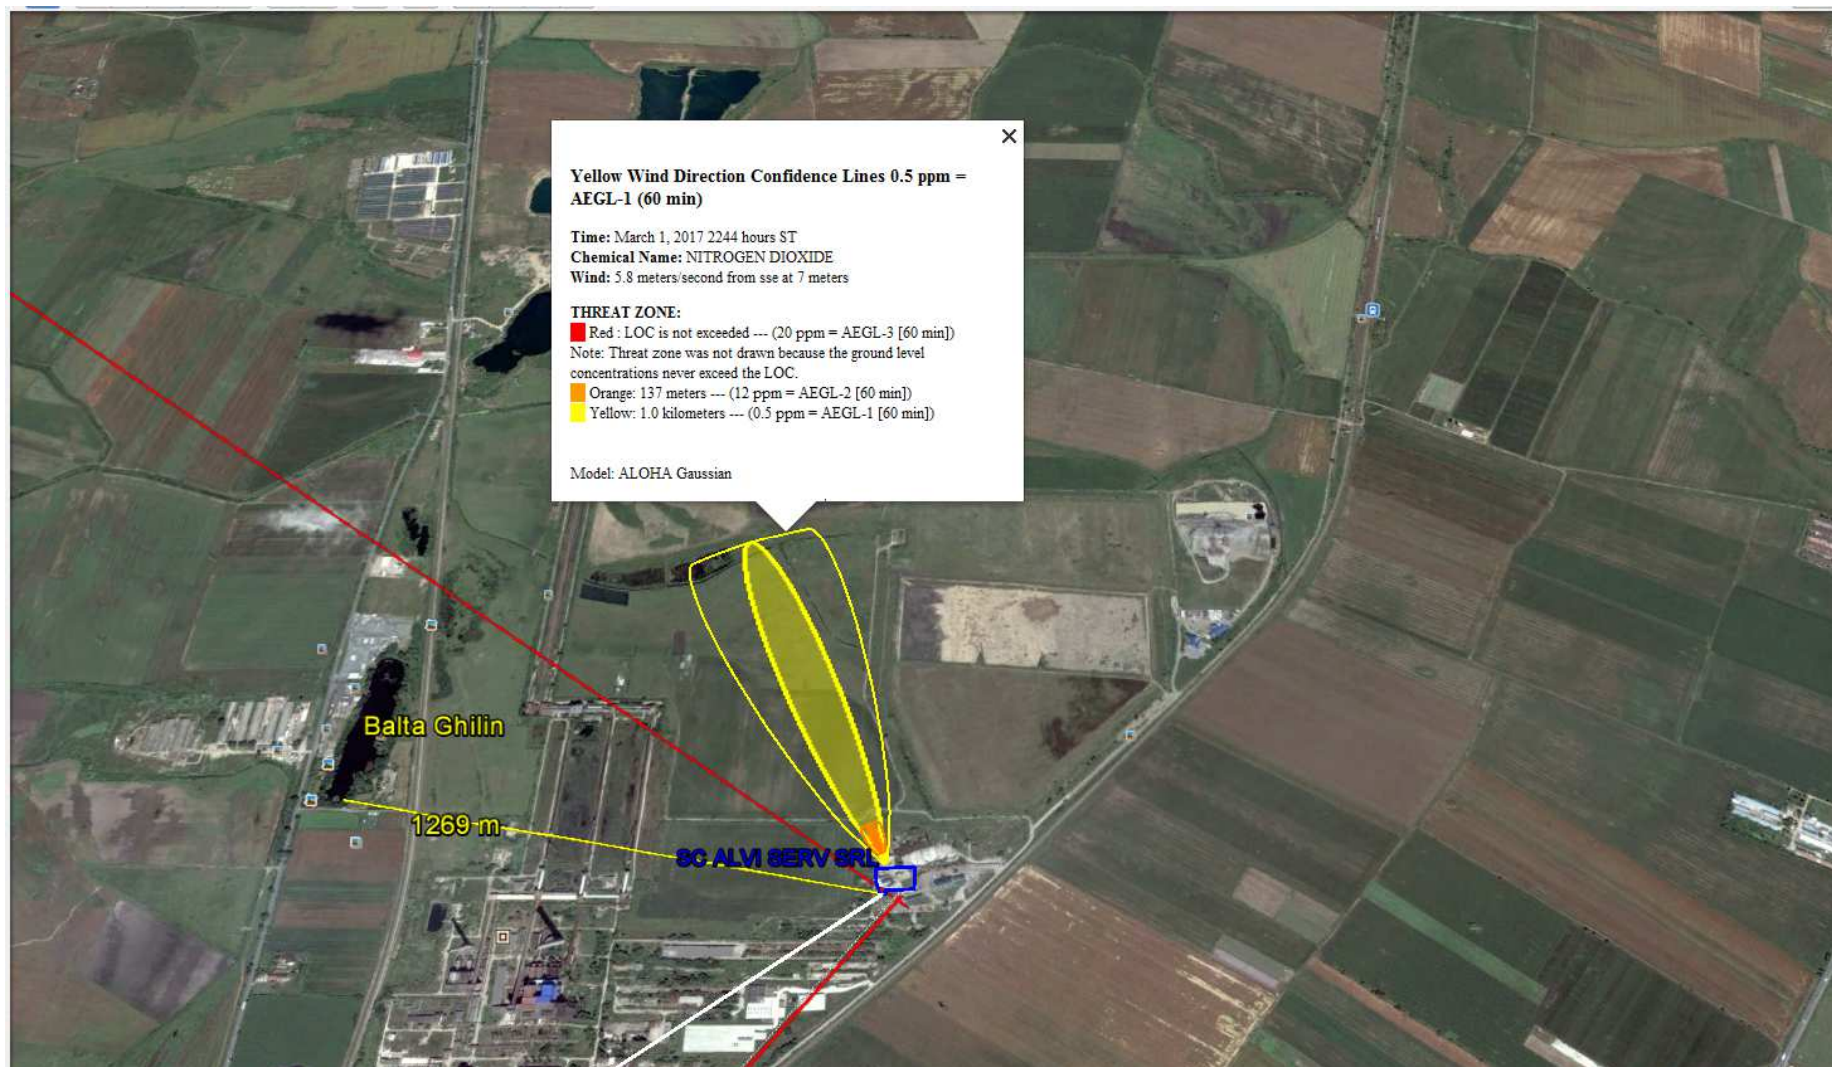 Yellow Wind Direction Confidence Lines 0.5 ppm =
AEGL-1 (60 min)
Time: March 1, 2017 2244 hours ST
Chemical Name: NITROGEN DIOXIDE
Wind: 5.8 meters/second from sse at 7 meters
THREAT ZONE:
Red : LOC is not exceeded --- (20 ppm = AEGL-3 [60 min])
Note: Threat zone was not drawn because the ground level
concentrations never exceed the LOC.
Orange: 137 meters --- (12 ppm = AEGL-2 [60 min])
Yellow: 1.0 kilometers --- (0.5 ppm = AEGL-1 [60 min])
Model: ALOHA Gaussian
Balta Ghilin
1269 m
SC ALVI SERV SRL